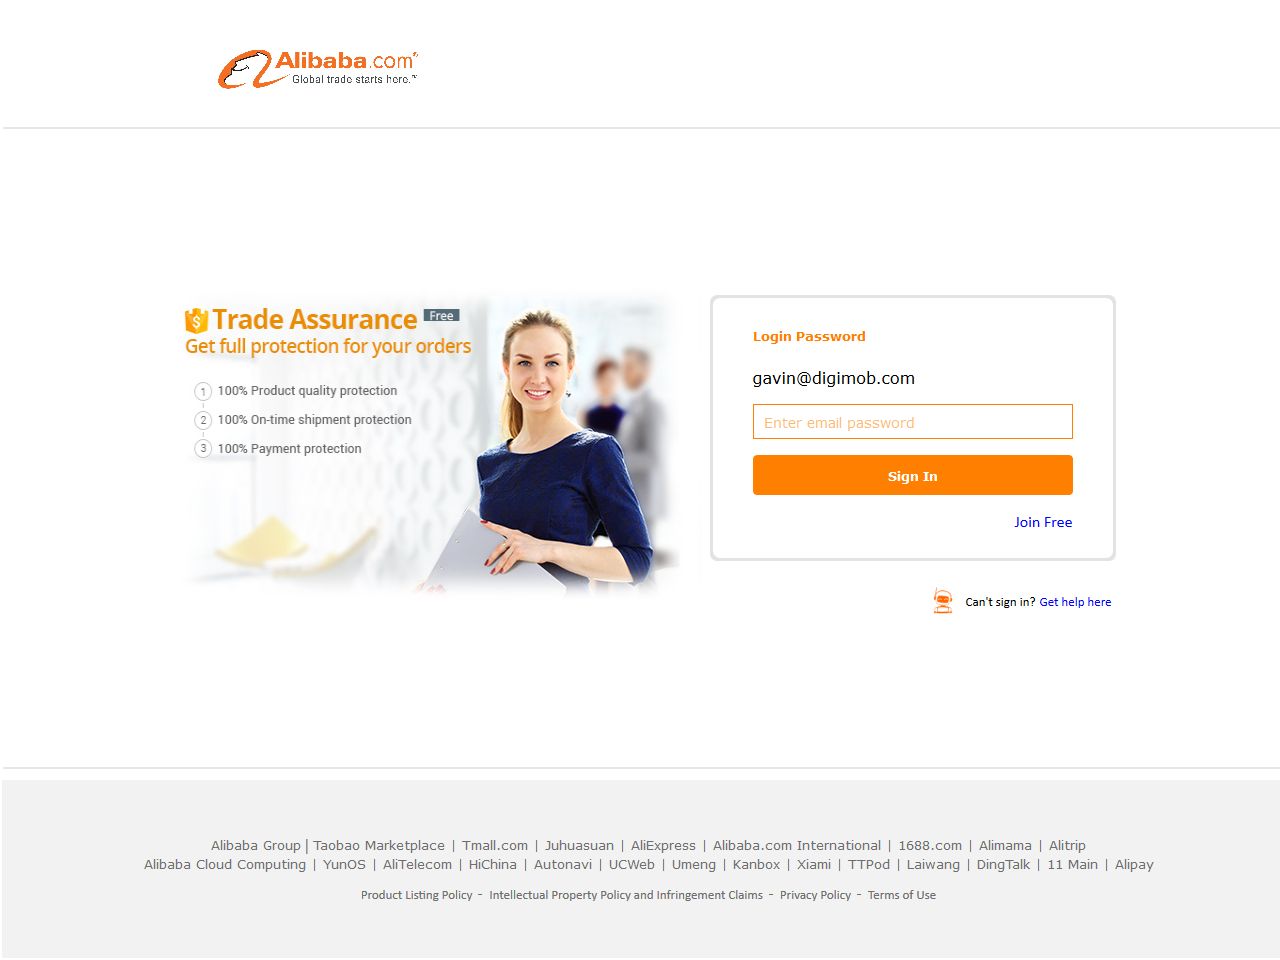 Alibaba.com®
Global trade starts here.™
Trade Assurance Free
Get full protection for your orders
1 100% Product quality protection
2 100% On-time shipment protection
3 100% Payment protection
Login Password
gavin@digimob.com
Enter email password
Sign In
Join Free
Can't sign in? Get help here
Alibaba Group | Taobao Marketplace | Tmall.com | Juhuasuan | AliExpress | Alibaba.com International | 1688.com | Alimama | Alitrip
Alibaba Cloud Computing | YunOS | AliTelecom | HiChina | Autonavi | UCWeb | Umeng | Kanbox | Xiami | TTPod | Laiwang | DingTalk | 11 Main | Alipay
Product Listing Policy - Intellectual Property Policy and Infringement Claims - Privacy Policy - Terms of Use